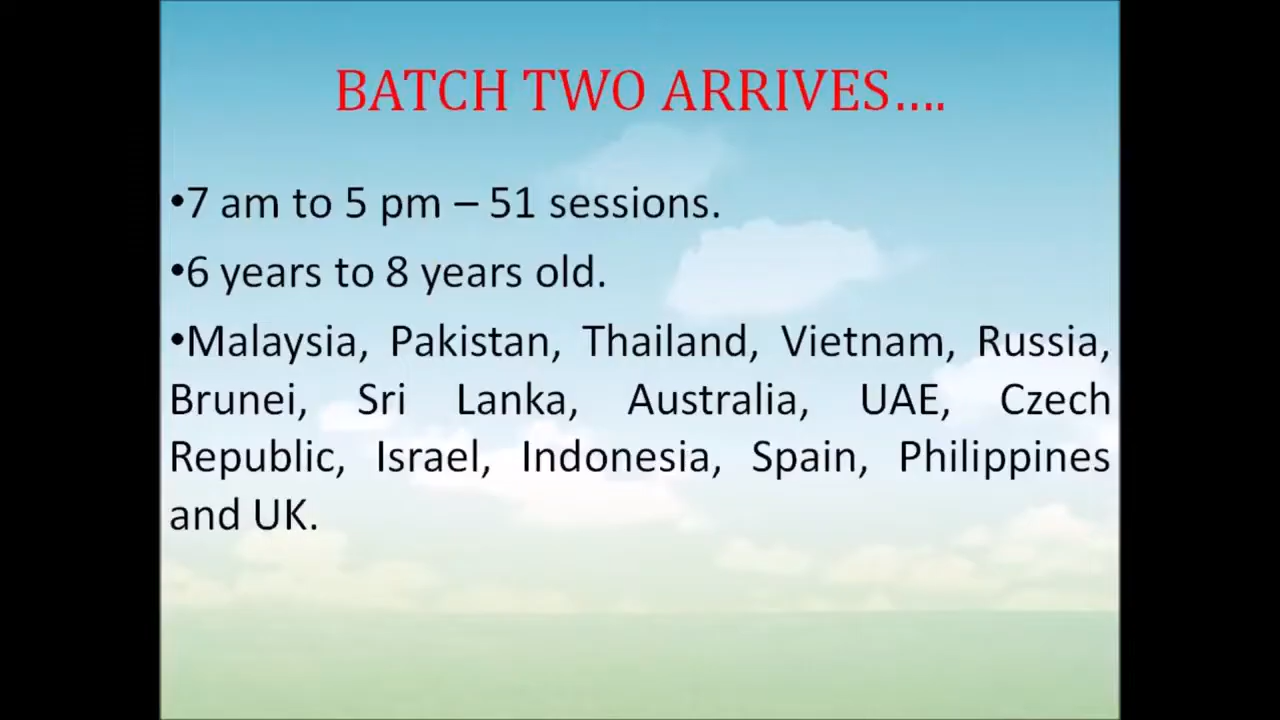 BATCH TWO ARRIVES....
•7 am to 5 pm – 51 sessions.
•6 years to 8 years old.
•Malaysia, Pakistan, Thailand, Vietnam, Russia,
Brunei, Sri Lanka, Australia, UAE, Czech
Republic, Israel, Indonesia, Spain, Philippines
and UK.